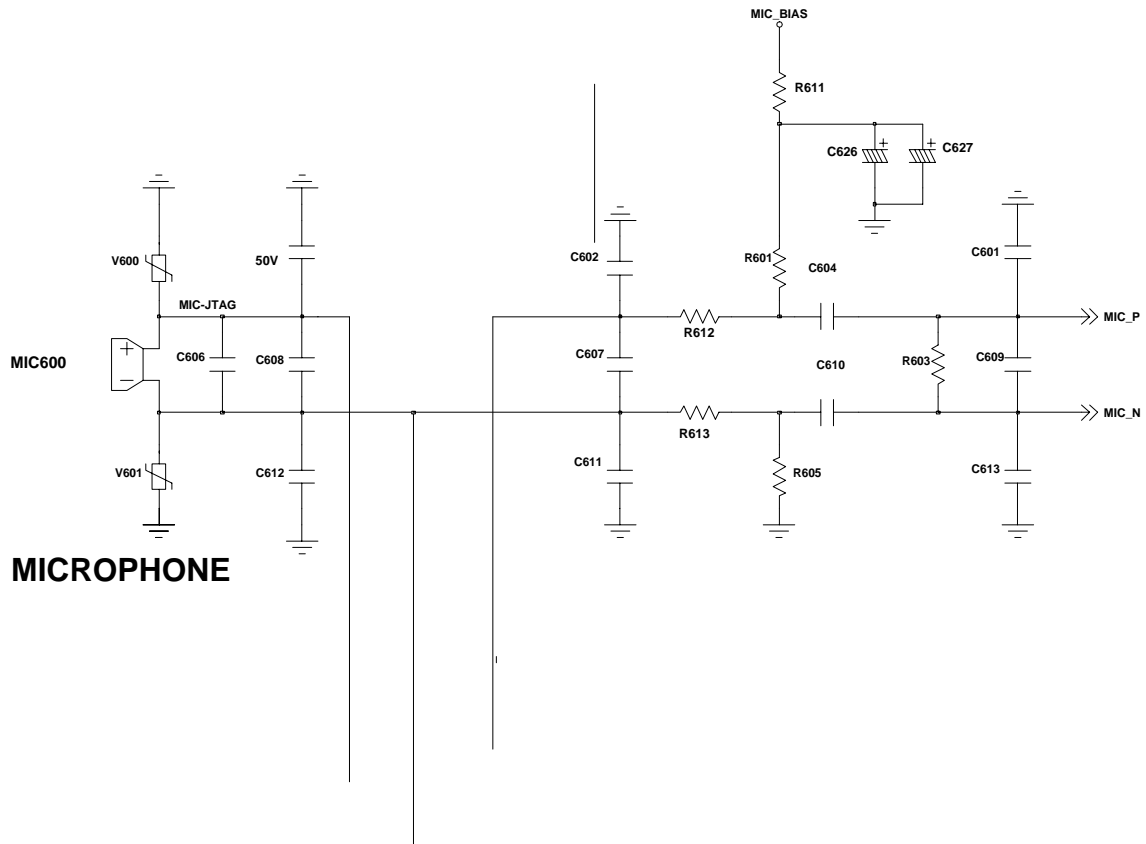 MIC_BIAS
R611
C626
+
+
C627
V600
50V
C602
R601
C604
C601
MIC-JTAG
MIC_P
R612
MIC600
+
C606
C608
C607
C610
R603
C609
MIC_N
R613
V601
C612
C611
R605
C613
MICROPHONE